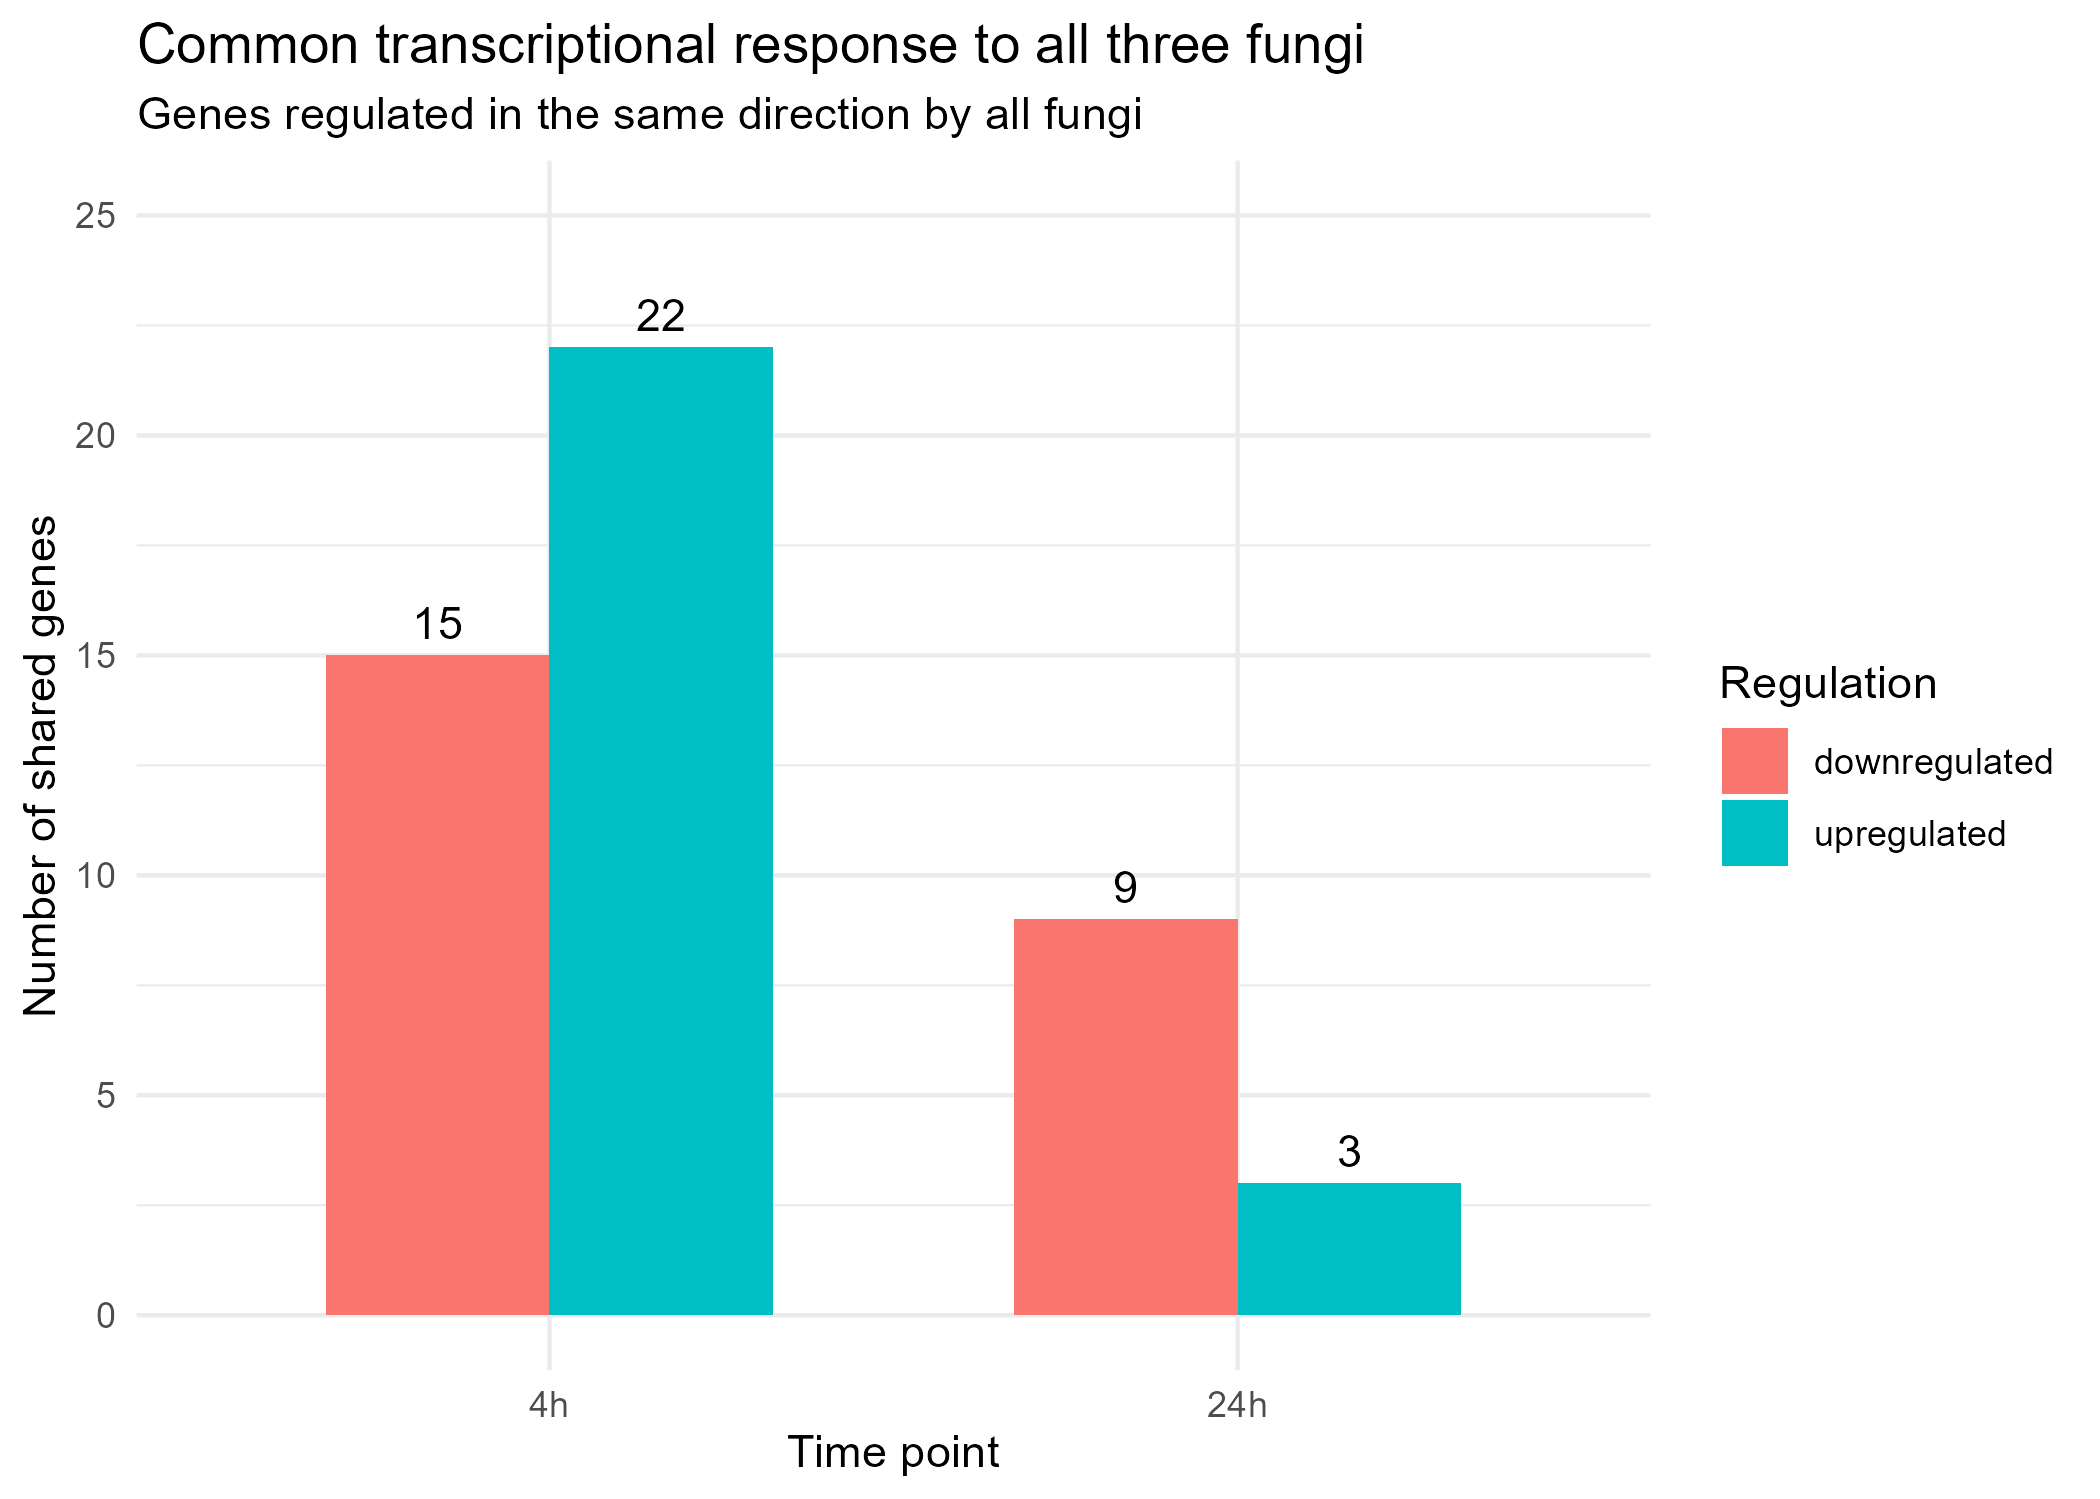 Common transcriptional response to all three fungi
Genes regulated in the same direction by all fungi
Number of shared genes
25
20
15
10
5
0
22
15
9
3
4h
24h
Time point
Regulation
downregulated
upregulated